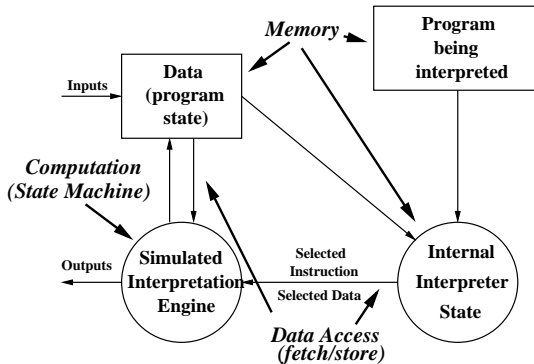 Memory
Program
being
interpreted
Data
(program
state)
Inputs
Computation
(State Machine)
Simulated
Interpretation
Engine
Outputs
Selected
Instruction
Selected Data
Internal
Interpreter
State
Data Access
(fetch/store)